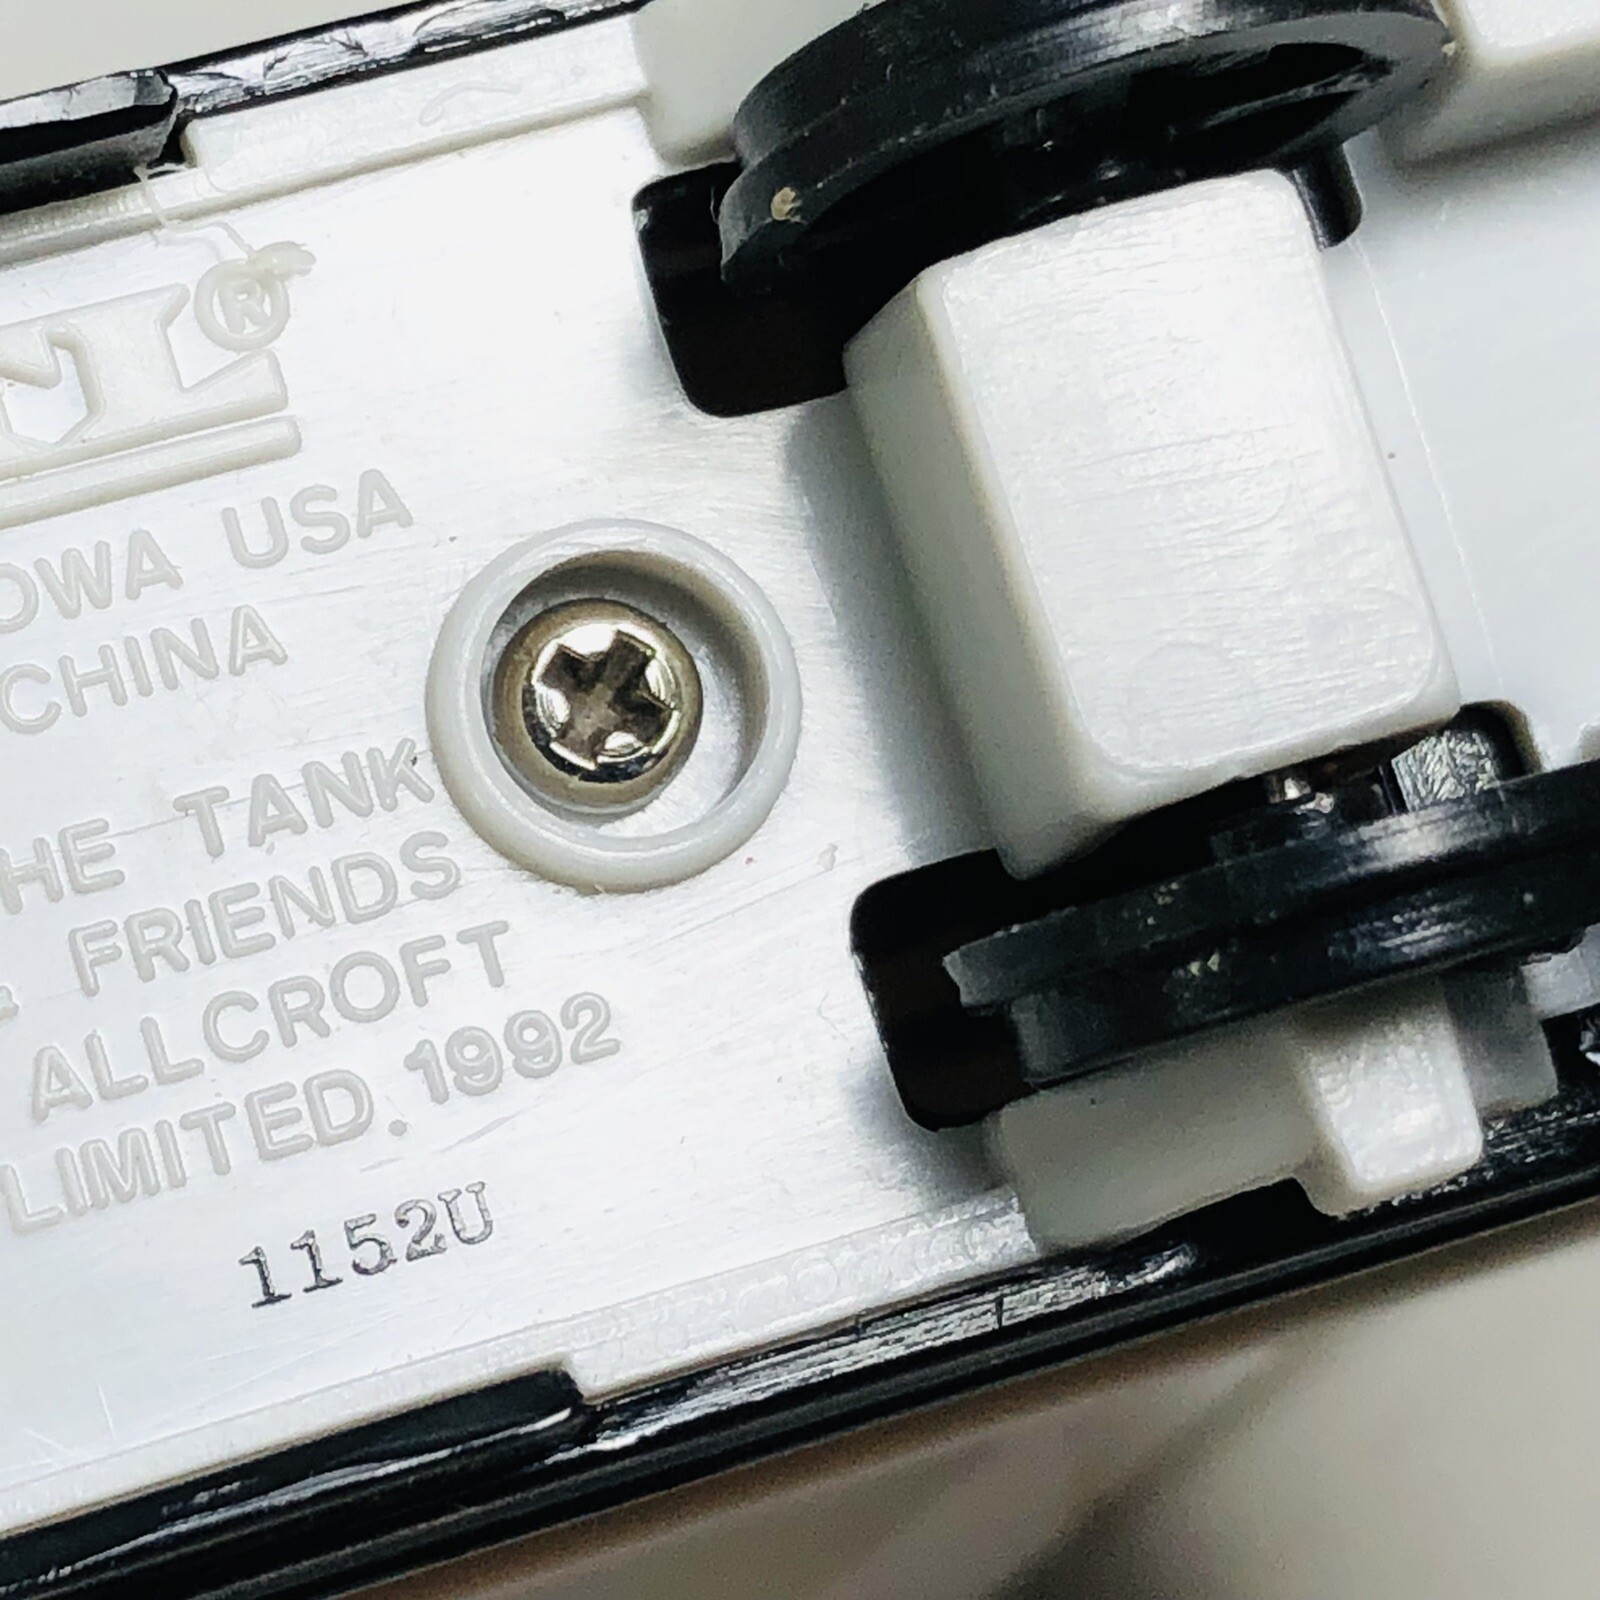 ®
OWA USA
CHINA
HE TANK
& FRIENDS
ALLCROFT
LIMITED. 1992
1152U